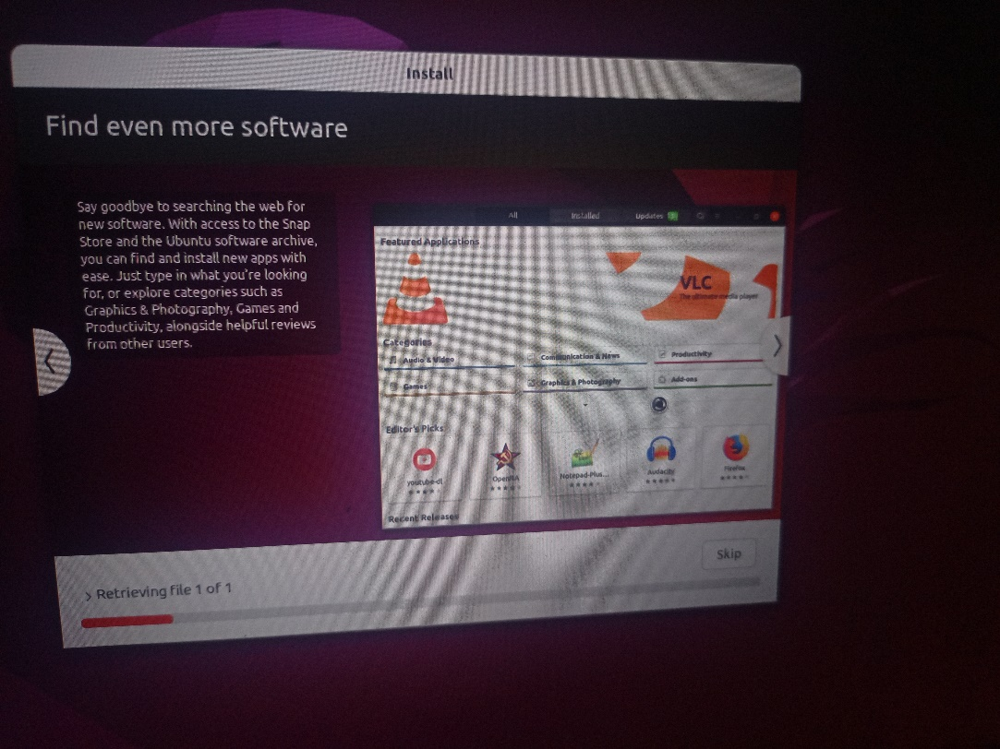 Install
Find even more software
Say goodbye to searching the web for
new software. With access to the Snap
Store and the Ubuntu software archive,
you can find and install new apps with
ease. Just type in what you're looking
for, or explore categories such as
Graphics & Photography, Games and
Productivity, alongside helpful reviews
from other users.
All Installed Updates
Featured Applications
VLC
The ultimate media player
Categories
Audio & Video Communication & News Productivity
Games Graphics & Photography Add-ons
Editor's Picks
youtube-dl OpenRA Notepad-Plus... Audacity Firefox
Recent Releases
Skip
Retrieving file 1 of 1